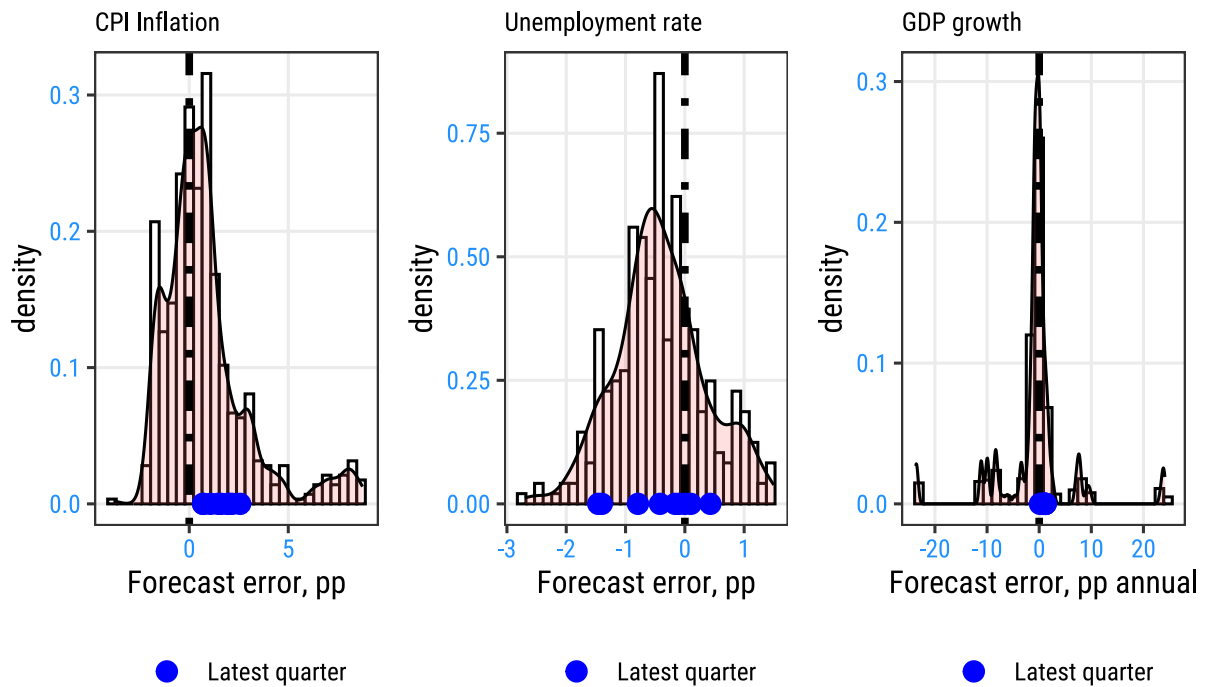 CPI Inflation
density
0.3
0.2
0.1
0.0
0
5
Forecast error, pp
Latest quarter
Unemployment rate
density
0.75
0.50
0.25
0.00
-3
-2
-1
0
1
Forecast error, pp
Latest quarter
GDP growth
density
0.3
0.2
0.1
0.0
-20
-10
0
10
20
Forecast error, pp annual
Latest quarter